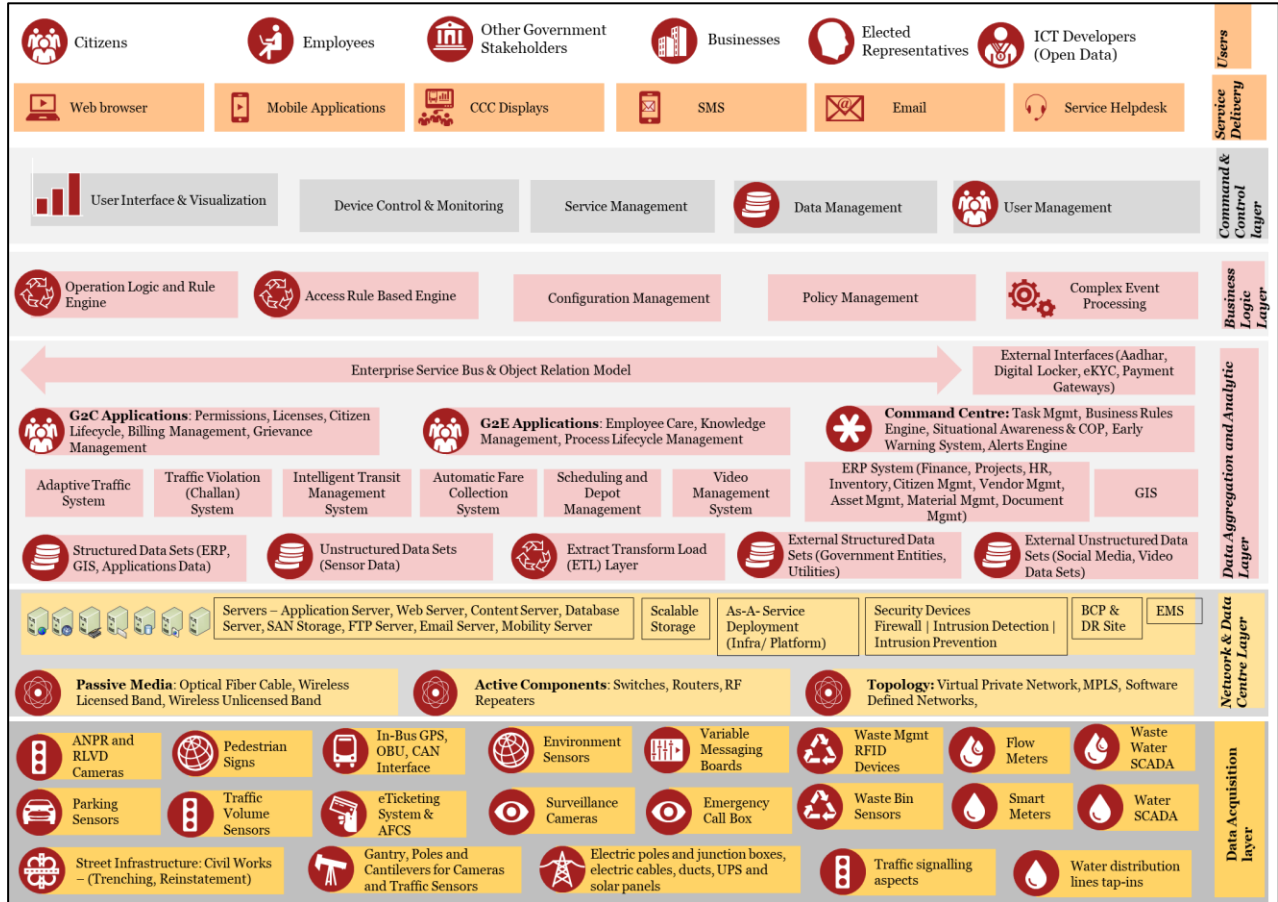 Citizens
Employees
Other Government
Stakeholders
Businesses
Elected
Representatives
ICT Developers
(Open Data)
Users
Web browser
Mobile Applications
CCC Displays
SMS
Email
Service Helpdesk
Service
Delivery
User Interface & Visualization
Device Control & Monitoring
Service Management
Data Management
User Management
Command &
Control
layer
Operation Logic and Rule
Engine
Access Rule Based Engine
Configuration Management
Policy Management
Complex Event
Processing
Business
Logic
Layer
Enterprise Service Bus & Object Relation Model
External Interfaces (Aadhar,
Digital Locker, eKYC, Payment
Gateways)
G2C Applications: Permissions, Licenses, Citizen
Lifecycle, Billing Management, Grievance
Management
G2E Applications: Employee Care, Knowledge
Management, Process Lifecycle Management
Command Centre: Task Mgmt, Business Rules
Engine, Situational Awareness & COP, Early
Warning System, Alerts Engine
Adaptive Traffic
System
Traffic Violation
(Challan)
System
Intelligent Transit
Management
System
Automatic Fare
Collection
System
Scheduling and
Depot
Management
Video
Management
System
ERP System (Finance, Projects, HR,
Inventory, Citizen Mgmt, Vendor Mgmt,
Asset Mgmt, Material Mgmt, Document
Mgmt)
GIS
Structured Data Sets (ERP,
GIS, Applications Data)
Unstructured Data Sets
(Sensor Data)
Extract Transform Load
(ETL) Layer
External Structured Data
Sets (Government Entities,
Utilities)
External Unstructured Data
Sets (Social Media, Video
Data Sets)
Data Aggregation and Analytic
Layer
Servers – Application Server, Web Server, Content Server, Database
Server, SAN Storage, FTP Server, Email Server, Mobility Server
Scalable
Storage
As-A- Service
Deployment
(Infra/ Platform)
Security Devices
Firewall | Intrusion Detection |
Intrusion Prevention
BCP &
DR Site
EMS
Passive Media: Optical Fiber Cable, Wireless
Licensed Band, Wireless Unlicensed Band
Active Components: Switches, Routers, RF
Repeaters
Topology: Virtual Private Network, MPLS, Software
Defined Networks,
Network & Data
Centre Layer
ANPR and
RLVD
Cameras
Pedestrian
Signs
In-Bus GPS,
OBU, CAN
Interface
Environment
Sensors
Variable
Messaging
Boards
Waste Mgmt
RFID
Devices
Flow
Meters
Waste
Water
SCADA
Parking
Sensors
Traffic
Volume
Sensors
eTicketing
System &
AFCS
Surveillance
Cameras
Emergency
Call Box
Waste Bin
Sensors
Smart
Meters
Water
SCADA
Street Infrastructure: Civil Works
– (Trenching, Reinstatement)
Gantry, Poles and
Cantilevers for Cameras
and Traffic Sensors
Electric poles and junction boxes,
electric cables, ducts, UPS and
solar panels
Traffic signalling
aspects
Water distribution
lines tap-ins
Data Acquisition
layer